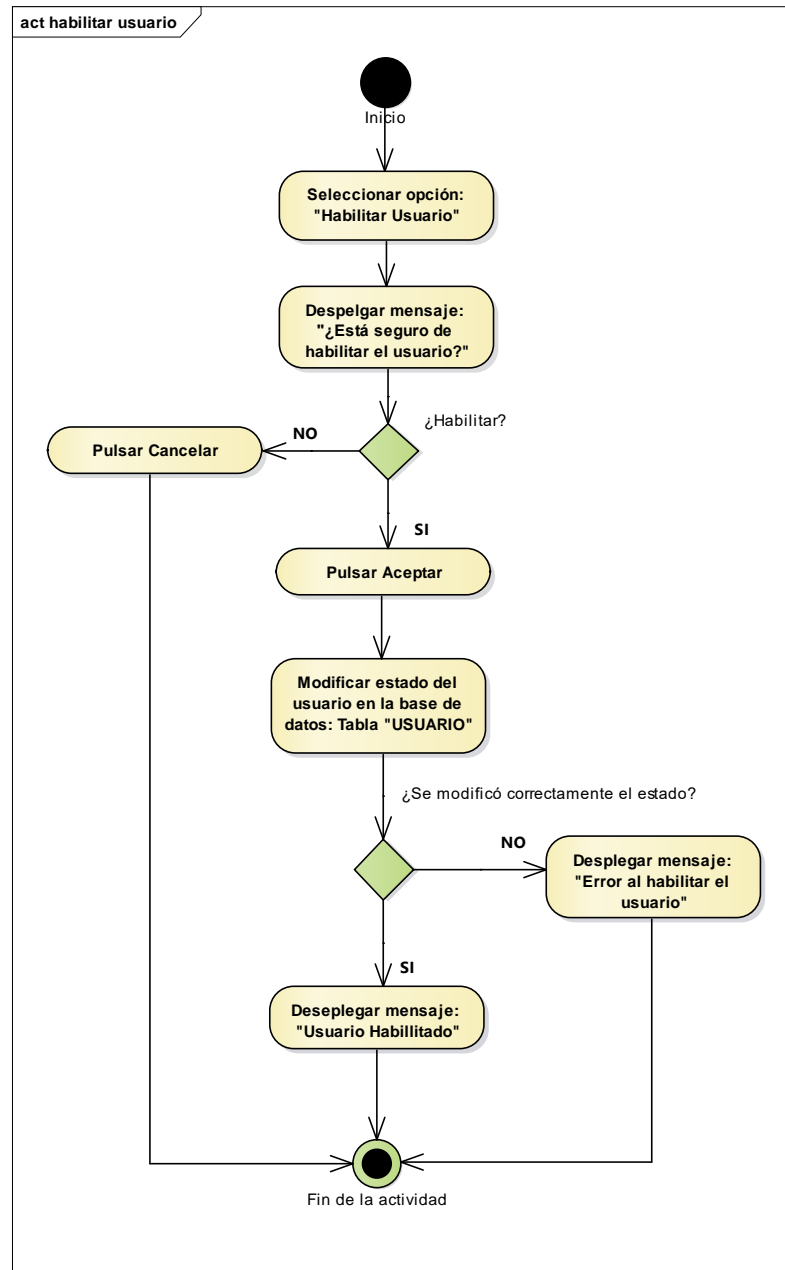 act habilitar usuario
Inicio
Seleccionar opción:
"Habilitar Usuario"
Despelgar mensaje:
"¿Está seguro de
habilitar el usuario?"
¿Habilitar?
NO
Pulsar Cancelar
SI
Pulsar Aceptar
Modificar estado del
usuario en la base de
datos: Tabla "USUARIO"
¿Se modificó correctamente el estado?
NO
Desplegar mensaje:
"Error al habilitar el
usuario"
SI
Deseplegar mensaje:
"Usuario Habillitado"
Fin de la actividad